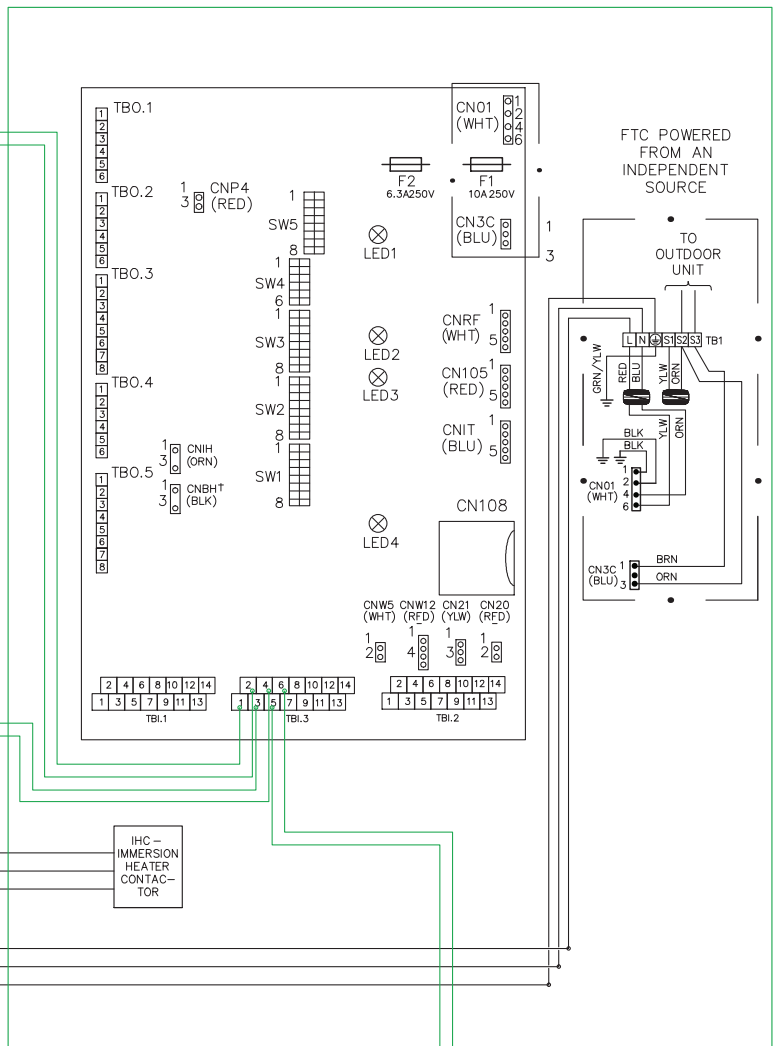 TBO.1
1
2
3
4
5
6
TBO.2
1
2
3
4
5
6
TBO.3
1
2
3
4
5
6
7
8
TBO.4
1
2
3
4
5
6
TBO.5
1
2
3
4
5
6
7
8
1
3
CNP4
(RED)
1
3
CNIH
(ORN)
1
3
CNBH†
(BLK)
1
SW5
8
1
SW4
6
1
SW3
8
1
SW2
8
1
SW1
8
F2
6.3A250V
F1
10A250V
LED1
LED2
LED3
LED4
CN01
(WHT)
1
2
4
6
CN3C
(BLU)
1
3
CNRF
(WHT)
1
5
CN105
(RED)
1
5
CNIT
(BLU)
1
5
CN108
CNW5
(WHT)
1
2
CNW12
(RED)
1
4
CN21
(YLW)
1
3
CN20
(RED)
1
2
2 4 6 8 10 12 14
1 3 5 7 9 11 13
TBI.1
2 4 6 8 10 12 14
1 3 5 7 9 11 13
TBI.3
2 4 6 8 10 12 14
1 3 5 7 9 11 13
TBI.2
FTC POWERED
FROM AN
INDEPENDENT
SOURCE
TO
OUTDOOR
UNIT
L N S1 S2 S3
TB1
GRN/YLW
RED
BLU
YLW
ORN
BLK
BLK
YLW
ORN
CN01
(WHT)
1
2
4
6
CN3C
(BLU)
1
3
BRN
ORN
IHC –
IMMERSION
HEATER
CONTAC–
TOR